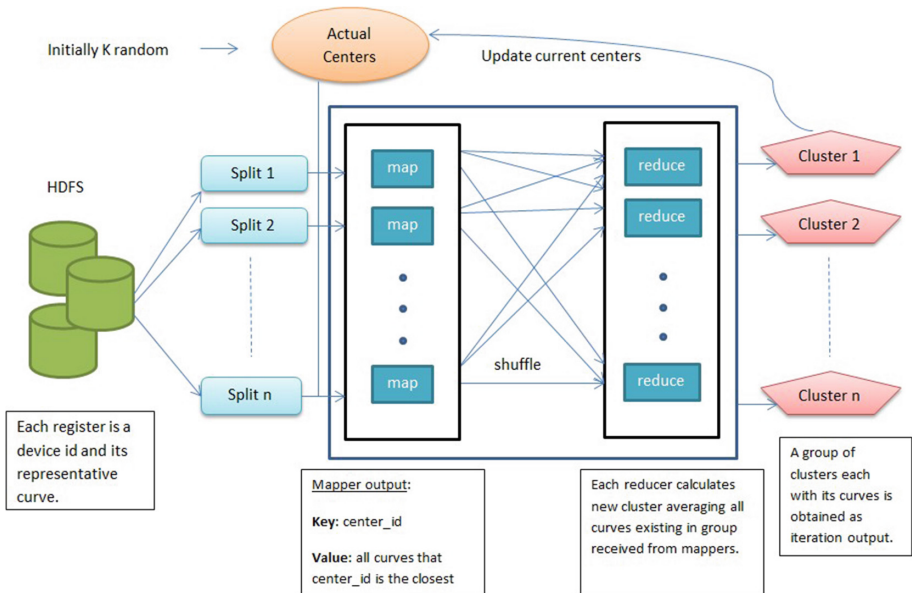 Initially K random
Actual
Centers
Update current centers
HDFS
Split 1
Split 2
Split n
map
map
map
shuffle
reduce
reduce
reduce
Cluster 1
Cluster 2
Cluster n
Each register is a
device id and its
representative
curve.
Mapper output:
Key: center_id
Value: all curves that
center_id is the closest
Each reducer calculates
new cluster averaging all
curves existing in group
received from mappers.
A group of
clusters each
with its curves is
obtained as
iteration output.